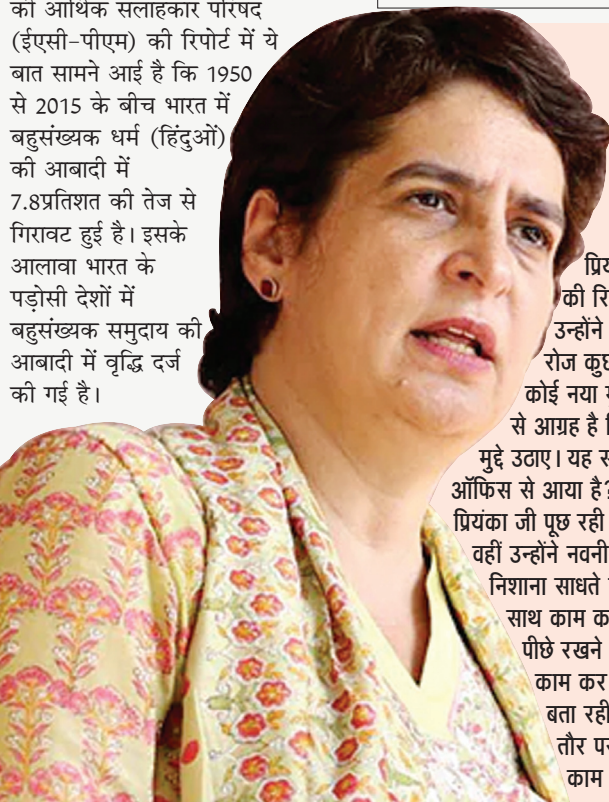 की आर्थिक सलाहकार परिषद
(ईएसी-पीएम) की रिपोर्ट में ये
बात सामने आई है कि 1950
से 2015 के बीच भारत में
बहुसंख्यक धर्म (हिंदुओं)
की आबादी में
7.8प्रतिशत की तेज से
गिरावट हुई है। इसके
आलावा भारत के
पड़ोसी देशों में
बहुसंख्यक समुदाय की
आबादी में वृद्धि दर्ज
की गई है।
की
उन्होंने
रोज
कोई नया
से आग्रह है
मुद्दे उठाए। यह
ऑफिस से आया है?
प्रियंका जी पूछ रही
वहीं उन्होंने
निशाना साधते
साथ काम
पीछे रखने
काम कर
बता रही
तौर
काम